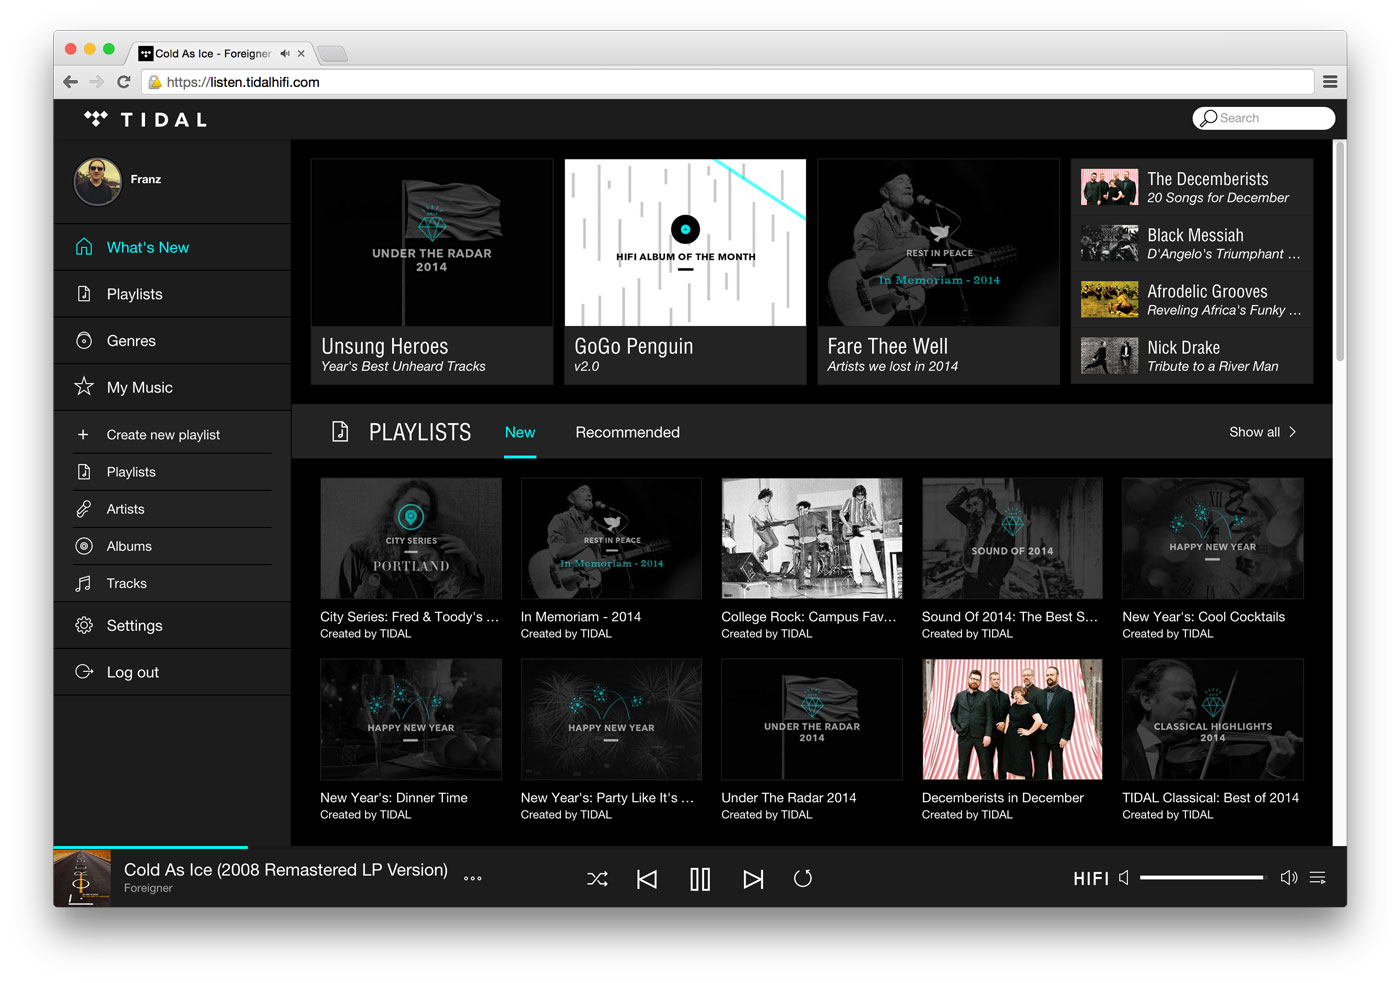 Cold As Ice - Foreigner
https://listen.tidalhifi.com
TIDAL
Search
Franz
What's New
Playlists
Genres
My Music
Create new playlist
Playlists
Artists
Albums
Tracks
Settings
Log out
UNDER THE RADAR
2014
Unsung Heroes
Year's Best Unheard Tracks
HIFI ALBUM OF THE MONTH
GoGo Penguin
v2.0
REST IN PEACE
In Memoriam - 2014
Fare Thee Well
Artists we lost in 2014
The Decemberists
20 Songs for December
Black Messiah
D'Angelo's Triumphant ...
Afrodelic Grooves
Reveling Africa's Funky ...
Nick Drake
Tribute to a River Man
PLAYLISTS
New
Recommended
Show all
CITY SERIES
PORTLAND
City Series: Fred & Toody's ...
Created by TIDAL
REST IN PEACE
In Memoriam - 2014
In Memoriam - 2014
Created by TIDAL
College Rock: Campus Fav...
Created by TIDAL
SOUND OF 2014
Sound Of 2014: The Best S...
Created by TIDAL
HAPPY NEW YEAR
New Year's: Cool Cocktails
Created by TIDAL
HAPPY NEW YEAR
New Year's: Dinner Time
Created by TIDAL
HAPPY NEW YEAR
New Year's: Party Like It's ...
Created by TIDAL
UNDER THE RADAR
2014
Under The Radar 2014
Created by TIDAL
Decemberists in December
Created by TIDAL
CLASSICAL HIGHLIGHTS
2014
TIDAL Classical: Best of 2014
Created by TIDAL
Cold As Ice (2008 Remastered LP Version)
Foreigner
HIFI